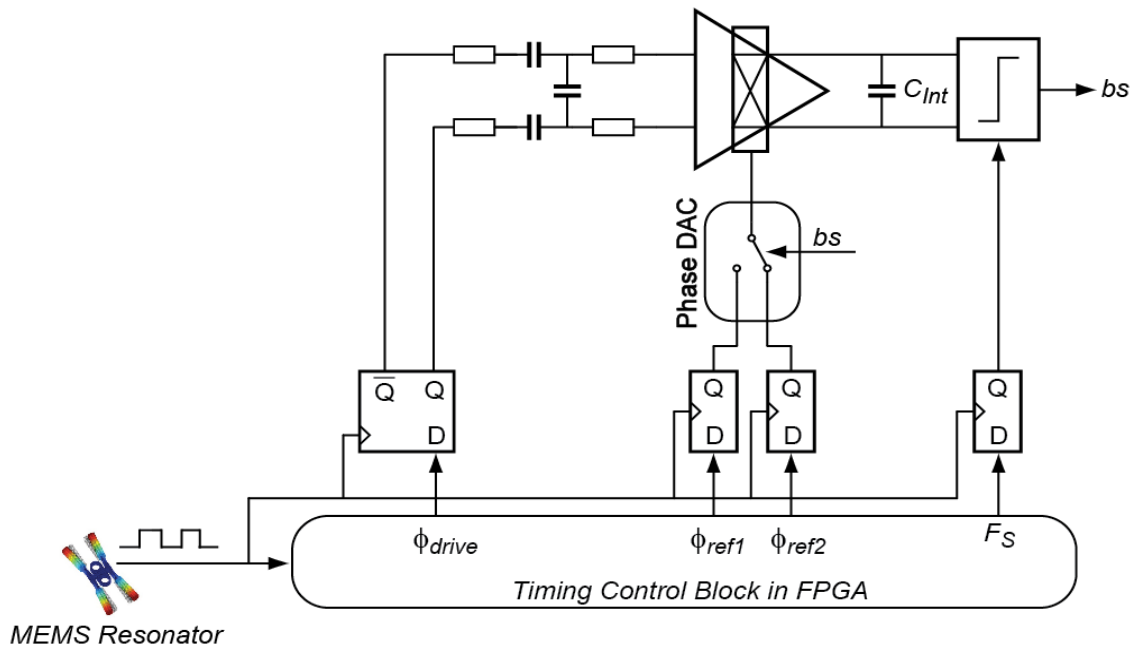 C_Int
bs
Phase DAC
bs
Q̅ Q
D
Q
D
Q
D
Q
D
ϕ_drive
ϕ_ref1
ϕ_ref2
F_S
Timing Control Block in FPGA
MEMS Resonator